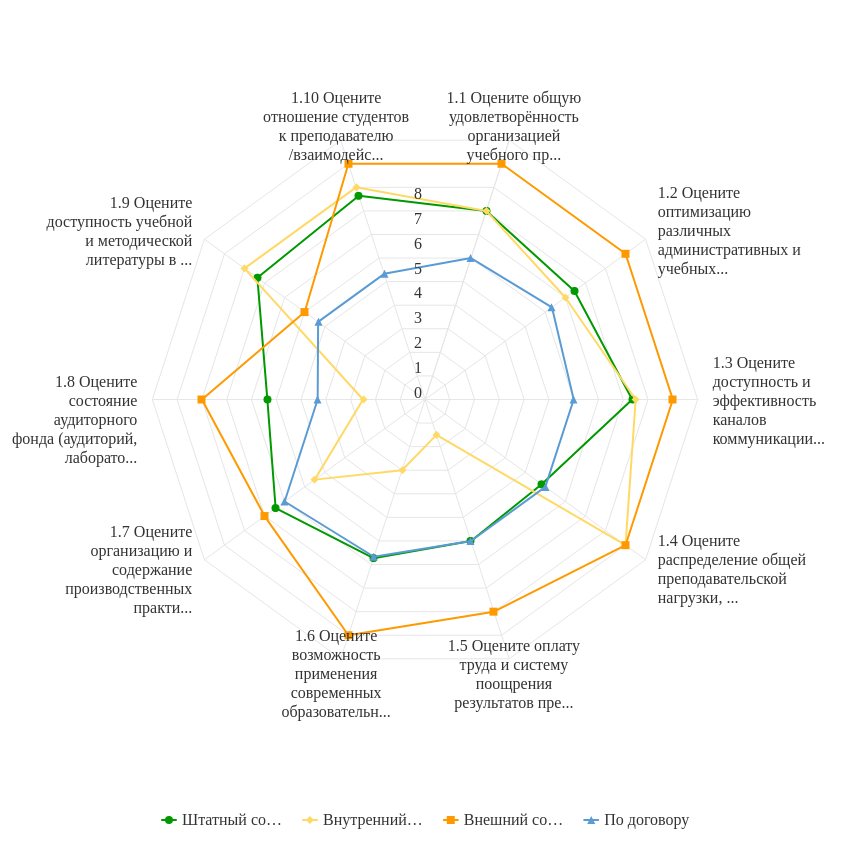 1.10 Оцените
отношение студентов
к преподавателю
/взаимодейс...
1.1 Оцените общую
удовлетворённость
организацией
учебного пр...
1.9 Оцените
доступность учебной
и методической
литературы в ...
1.2 Оцените
оптимизацию
различных
административных и
учебных...
8
7
6
5
4
3
2
1
0
1.8 Оцените
состояние
аудиторного
фонда (аудиторий,
лаборато...
1.3 Оцените
доступность и
эффективность
каналов
коммуникации...
1.7 Оцените
организацию и
содержание
производственных
практи...
1.4 Оцените
распределение общей
преподавательской
нагрузки, ...
1.6 Оцените
возможность
применения
современных
образовательн...
1.5 Оцените оплату
труда и систему
поощрения
результатов пре...
Штатный со…
Внутренний…
Внешний со…
По договору